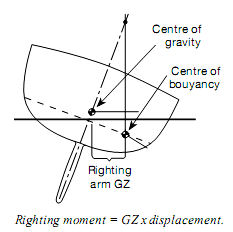 Centre of
gravity
Centre of
bouyancy
Righting
arm GZ
Righting moment = GZ x displacement.